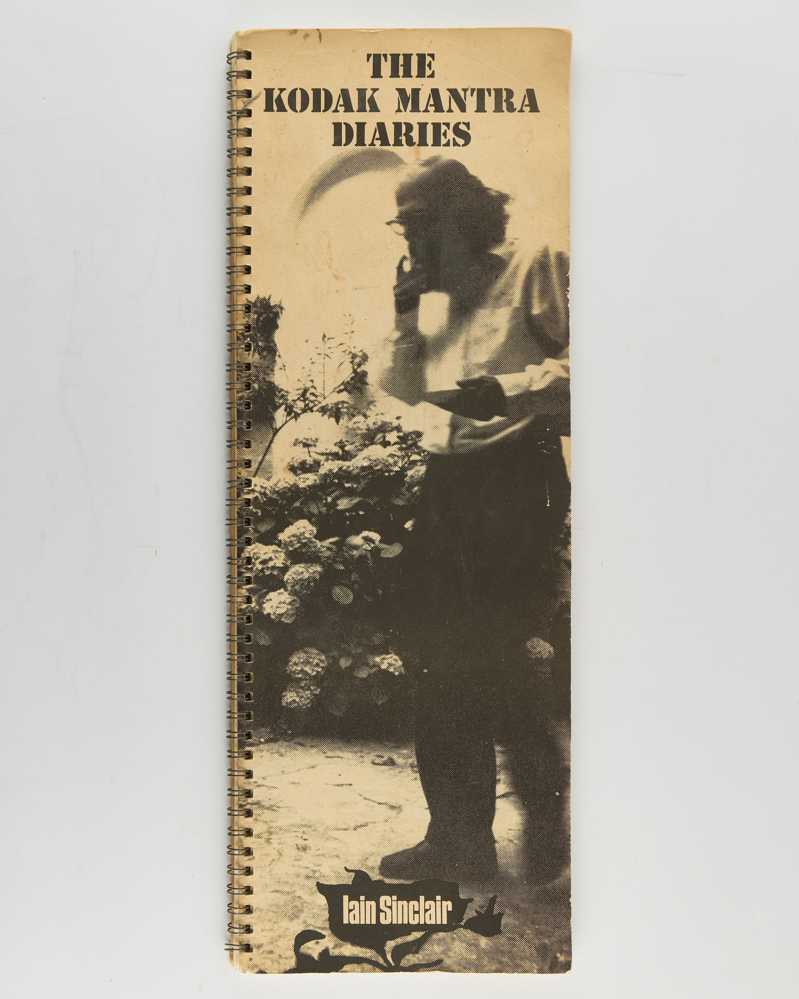 THE
KODAK MANTRA
DIARIES
Iain Sinclair